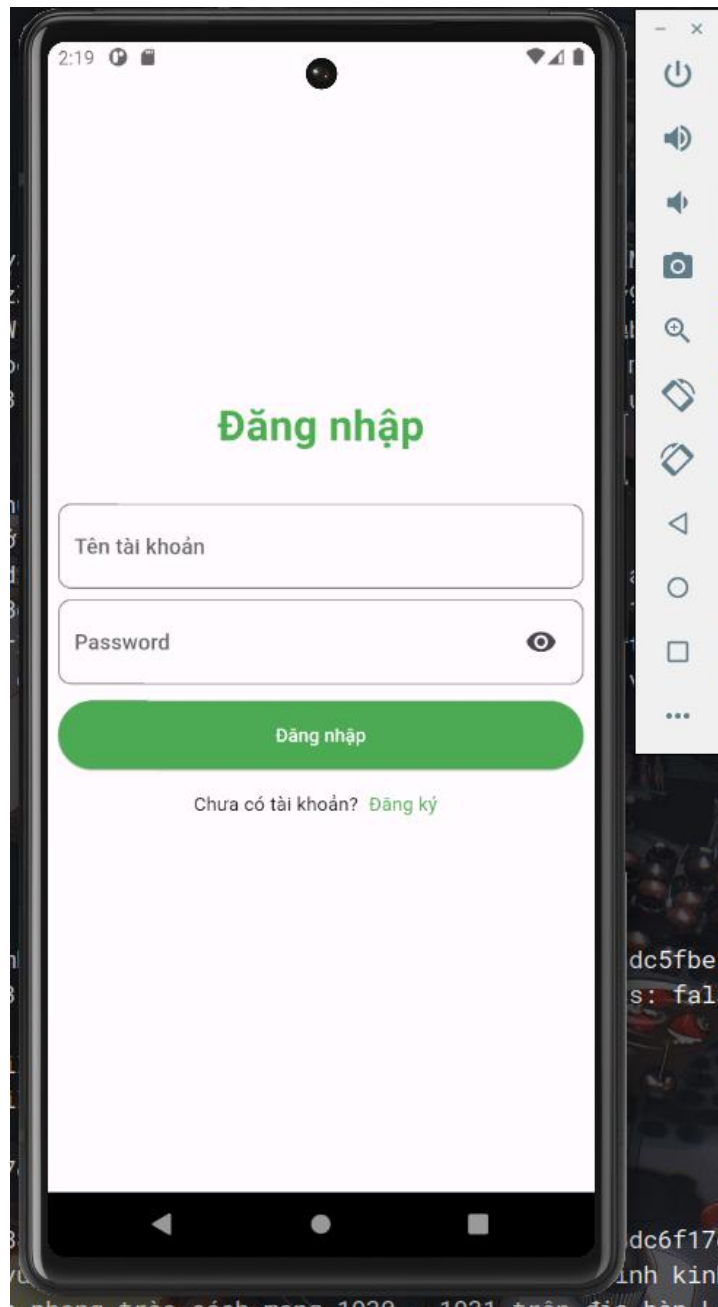 2:19
Đăng nhập
Tên tài khoản
Password
Đăng nhập
Chưa có tài khoản? Đăng ký
dc5fbe
s: fal
dc6f17
inh kin